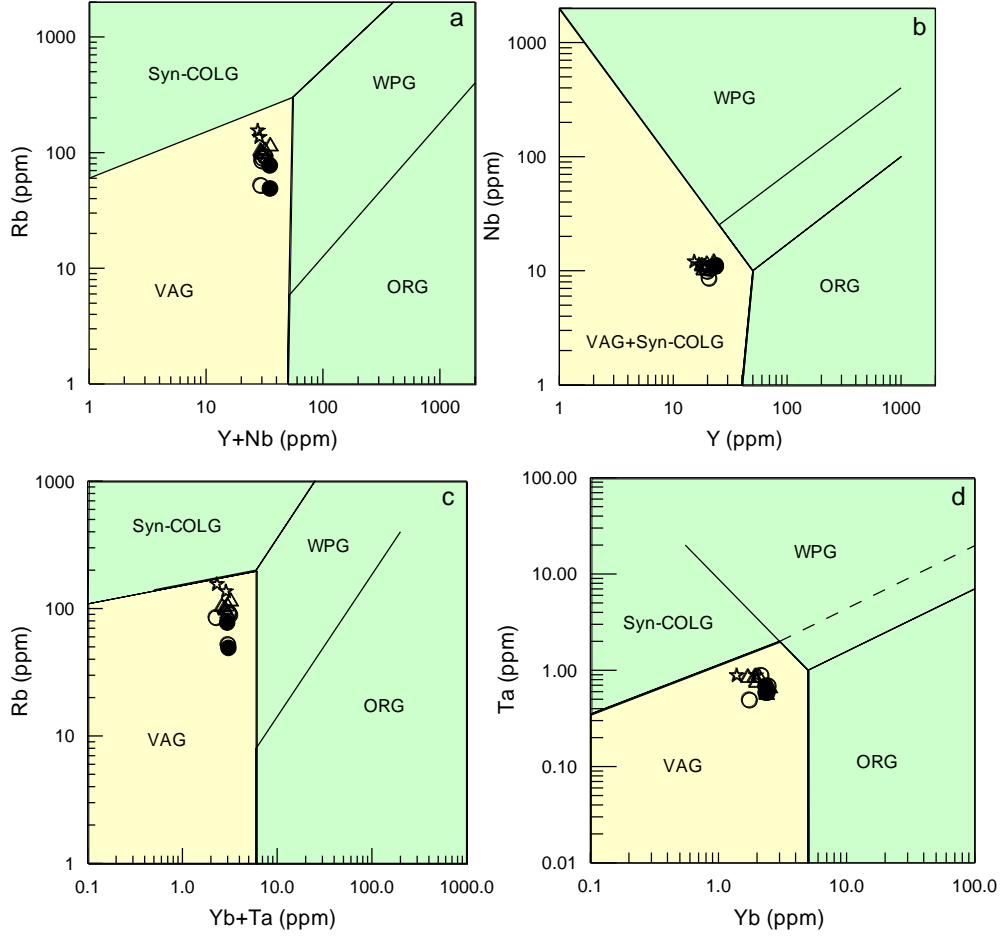 a
1000
100
10
1
Rb (ppm)
Syn-COLG
WPG
VAG
ORG
1 10 100 1000
Y+Nb (ppm)
b
1000
100
10
1
Nb (ppm)
WPG
VAG+Syn-COLG
ORG
1 10 100 1000
Y (ppm)
c
1000
100
10
1
Rb (ppm)
Syn-COLG
WPG
VAG
ORG
0.1 1.0 10.0 100.0 1000.0
Yb+Ta (ppm)
d
100.00
10.00
1.00
0.10
0.01
Ta (ppm)
WPG
Syn-COLG
VAG
ORG
0.1 1.0 10.0 100.0
Yb (ppm)